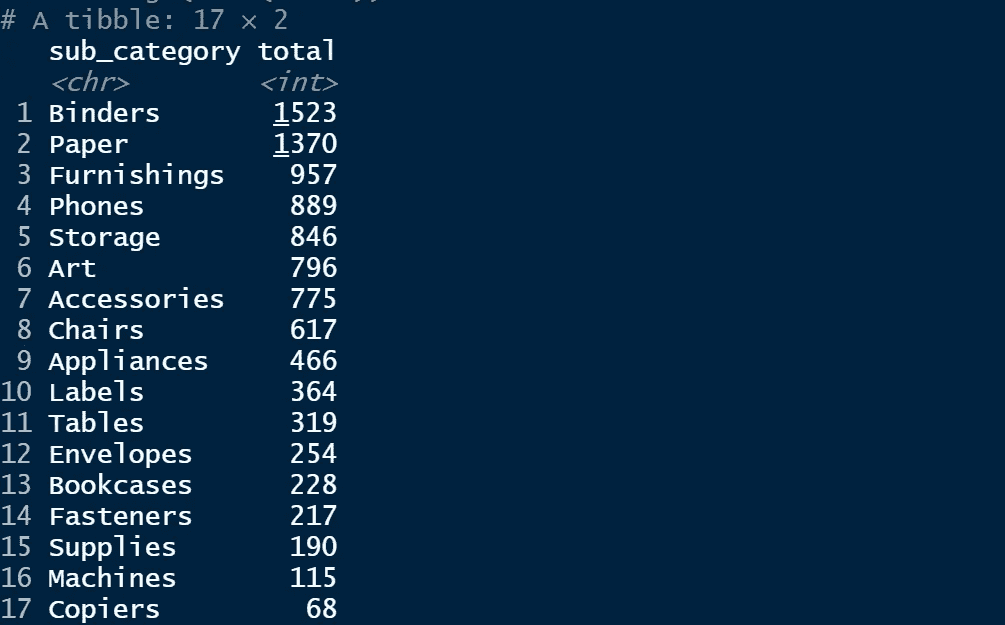 # A tibble: 17 × 2
sub_category total
<chr> <int>
1 Binders 1523
2 Paper 1370
3 Furnishings 957
4 Phones 889
5 Storage 846
6 Art 796
7 Accessories 775
8 Chairs 617
9 Appliances 466
10 Labels 364
11 Tables 319
12 Envelopes 254
13 Bookcases 228
14 Fasteners 217
15 Supplies 190
16 Machines 115
17 Copiers 68